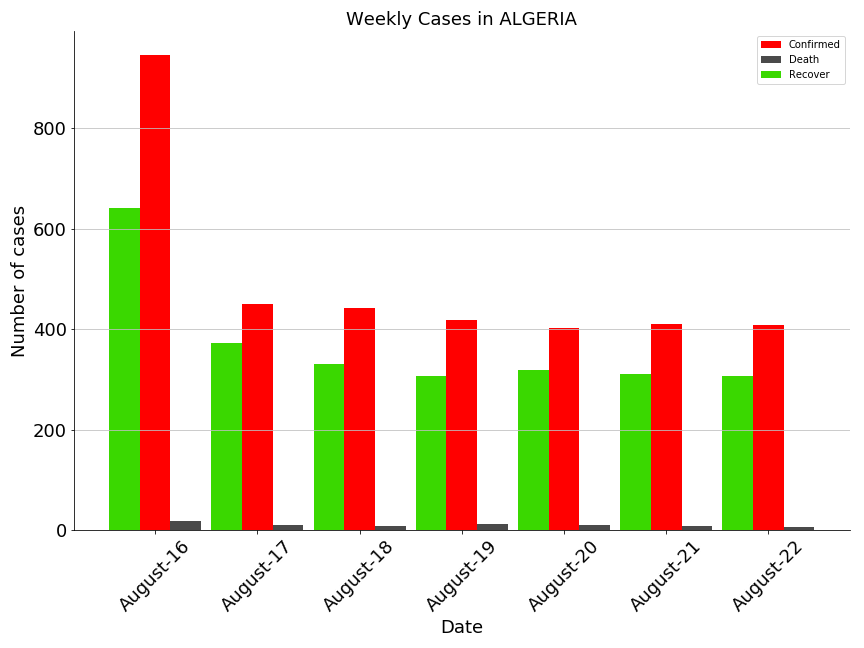 Weekly Cases in ALGERIA
Confirmed
Death
Recover
Number of cases
800
600
400
200
0
August-16
August-17
August-18
August-19
August-20
August-21
August-22
Date